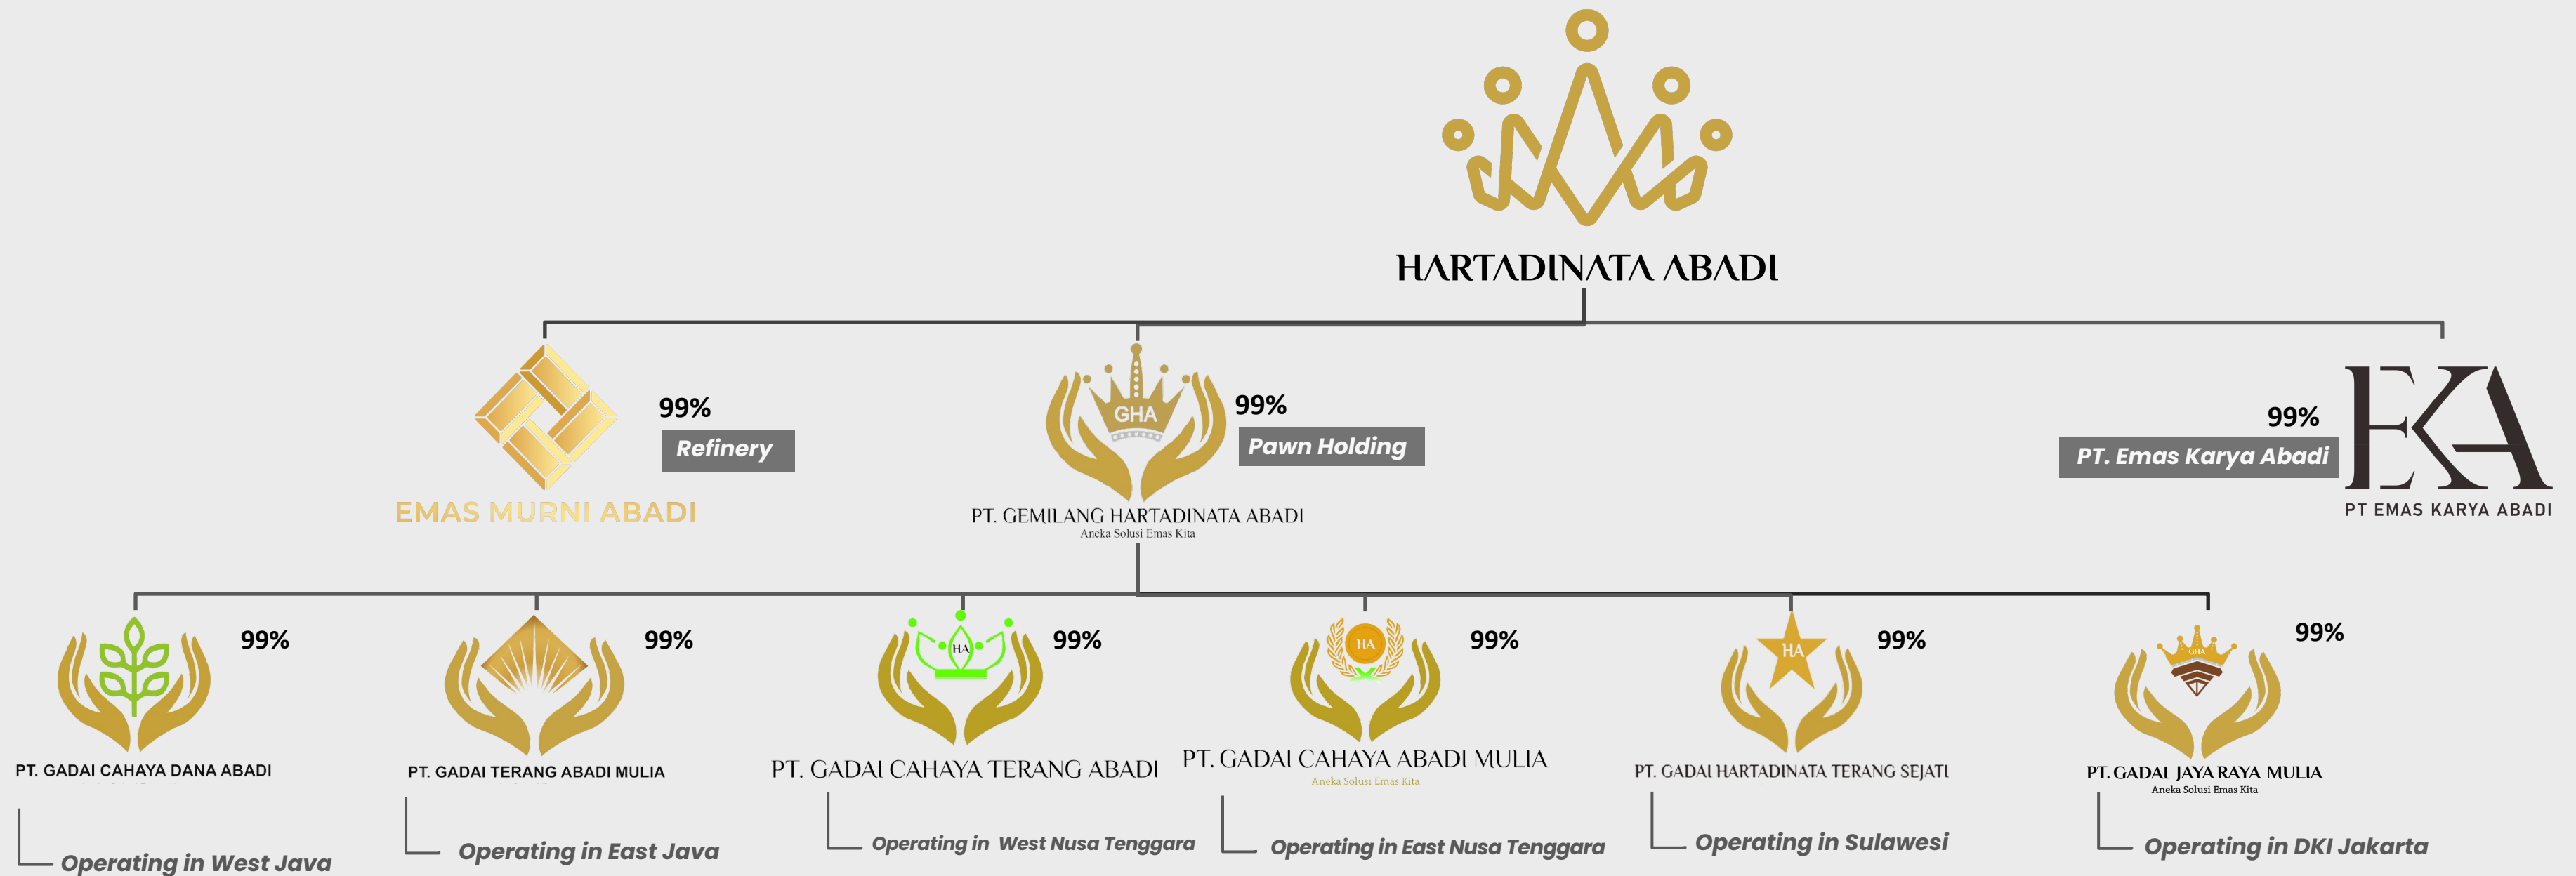 HARTADINATA ABADI
99%
Refinery
EMAS MURNI ABADI
GHA
99%
Pawn Holding
PT. GEMILANG HARTADINATA ABADI
Aneka Solusi Emas Kita
99%
PT. Emas Karya Abadi
EKA
PT EMAS KARYA ABADI
99%
PT. GADAI CAHAYA DANA ABADI
Operating in West Java
99%
PT. GADAI TERANG ABADI MULIA
Operating in East Java
HA
99%
PT. GADAI CAHAYA TERANG ABADI
Operating in West Nusa Tenggara
HA
99%
PT. GADAI CAHAYA ABADI MULIA
Aneka Solusi Emas Kita
Operating in East Nusa Tenggara
HA
99%
PT. GADAI HARTADINATA TERANG SEJATI
Operating in Sulawesi
GHA
99%
PT. GADAI JAYA RAYA MULIA
Aneka Solusi Emas Kita
Operating in DKI Jakarta